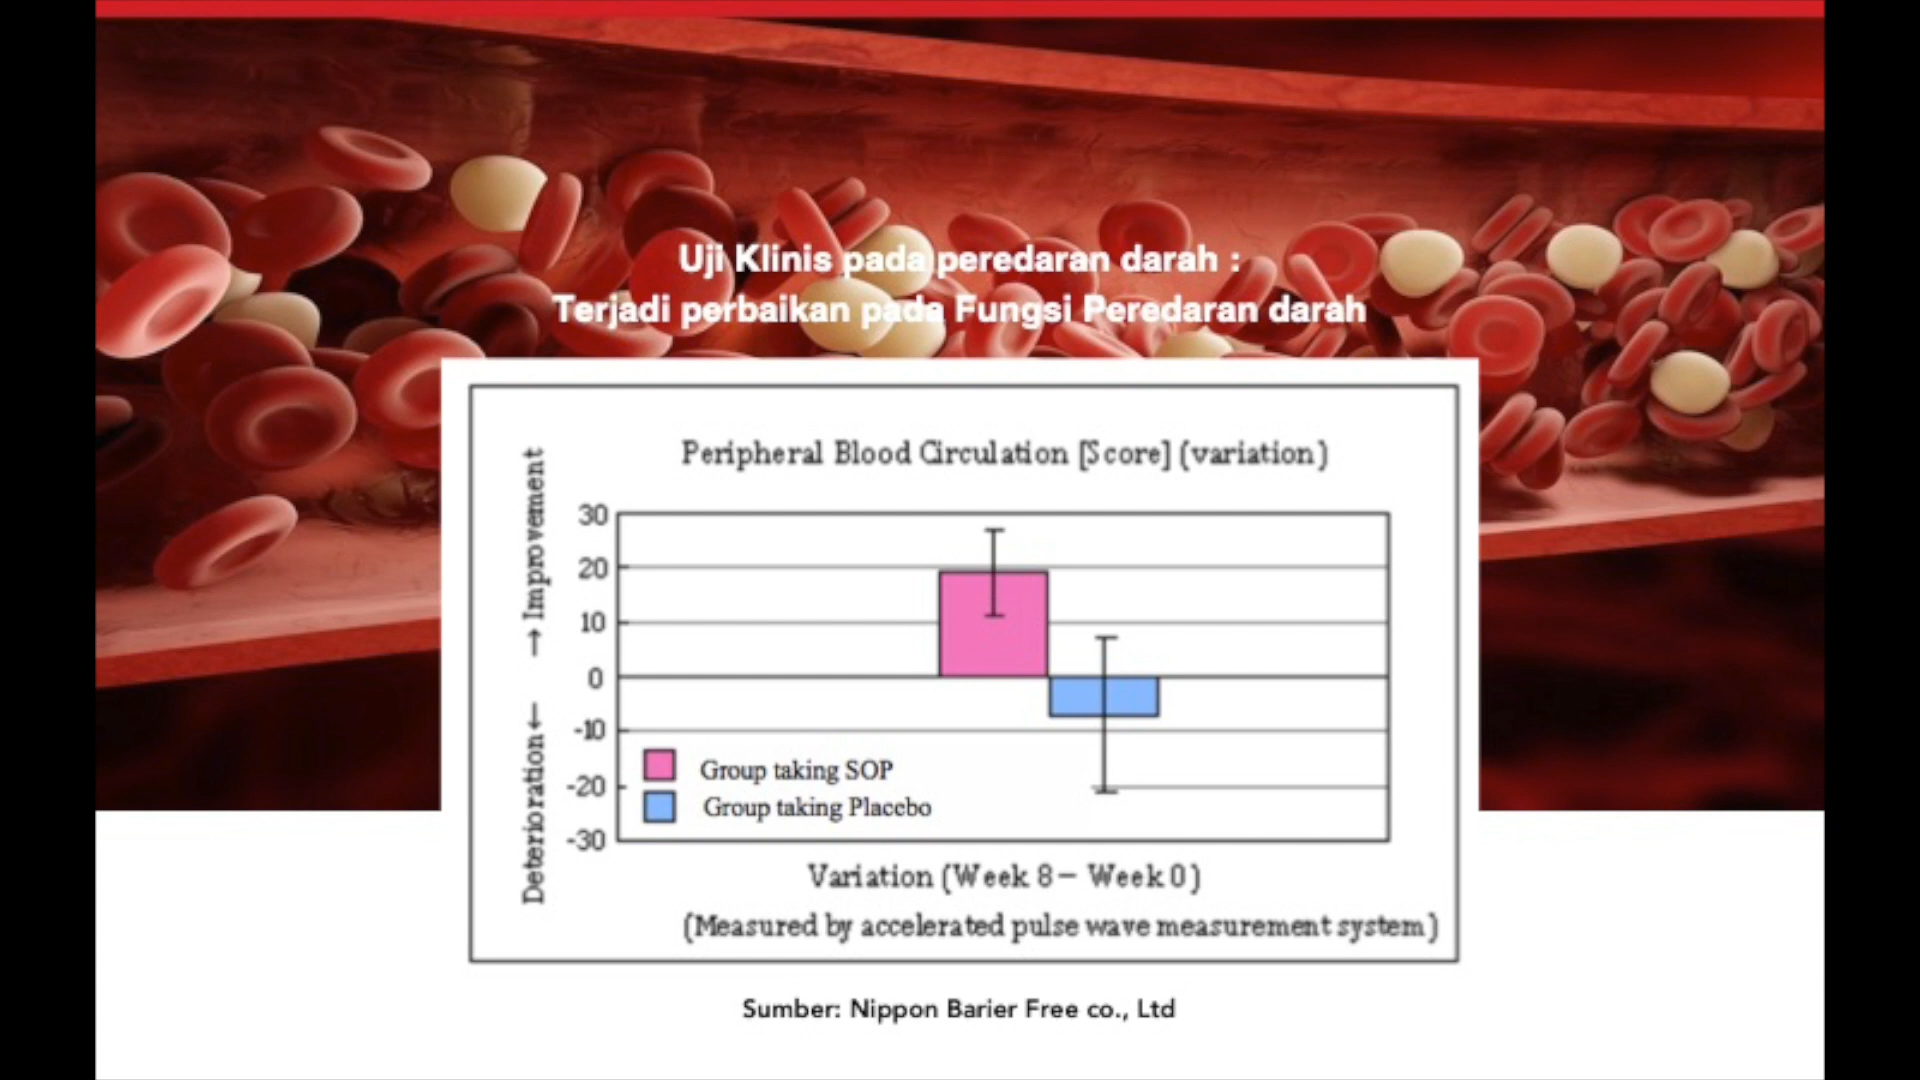 Uji Klinis pada peredaran darah :
Terjadi perbaikan pada Fungsi Peredaran darah
Peripheral Blood Circulation [Score] (variation)
→ Improvement
Deterioration ←
30
20
10
0
-10
-20
-30
Group taking SOP
Group taking Placebo
Variation (Week 8 – Week 0)
(Measured by accelerated pulse wave measurement system)
Sumber: Nippon Barier Free co., Ltd